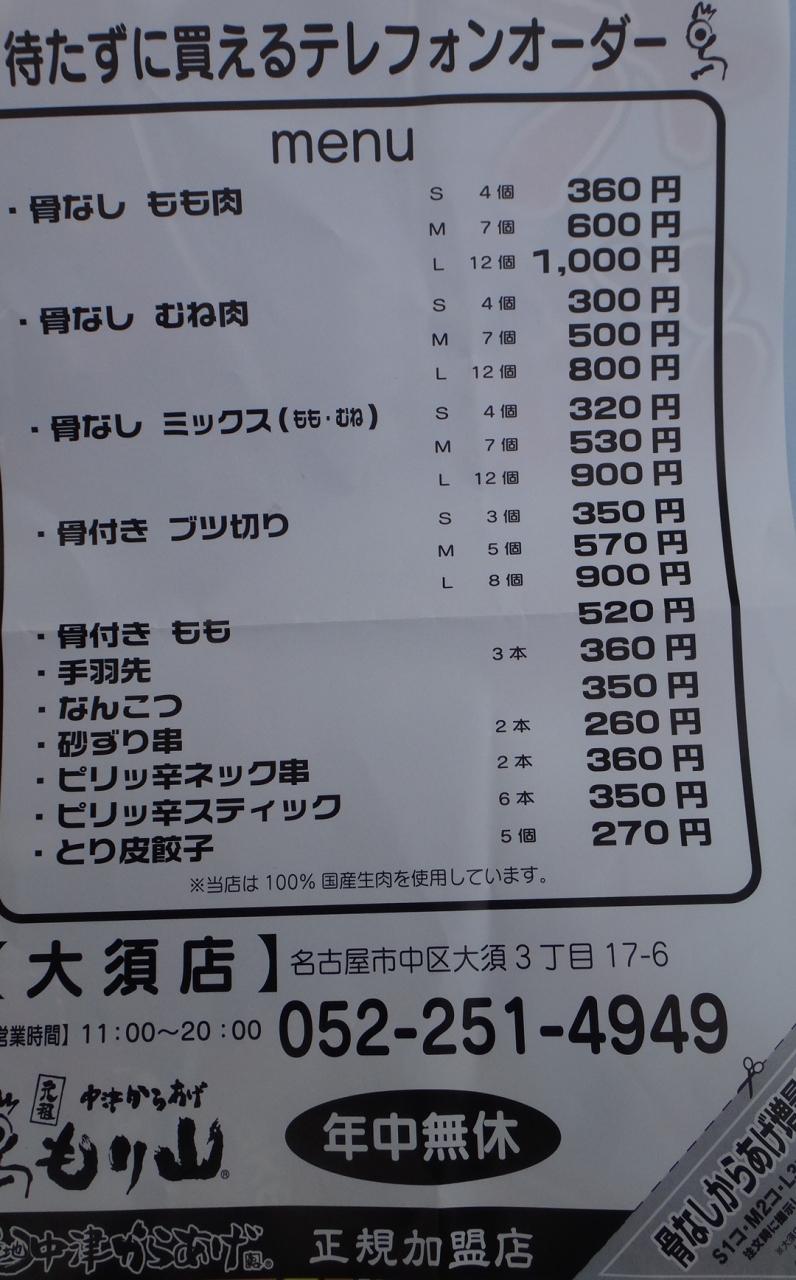 待たずに買えるテレフォンオーダー
menu
・骨なし もも肉 S 4個 360円
M 7個 600円
L 12個 1,000円
・骨なし むね肉 S 4個 300円
M 7個 500円
L 12個 800円
・骨なし ミックス(もも・むね) S 4個 320円
M 7個 530円
L 12個 900円
・骨付き ブツ切り S 3個 350円
M 5個 570円
L 8個 900円
・骨付き もも 520円
・手羽先 3本 360円
・なんこつ 350円
・砂ずり串 2本 260円
・ピリッ辛ネック串 2本 360円
・ピリッ辛スティック 6本 350円
・とり皮餃子 5個 270円
※当店は100%国産生肉を使用しています。
【大須店】名古屋市中区大須3丁目17-6
営業時間】11:00〜20:00 052-251-4949
元祖 中津からあげ
もり山®
年中無休
中津からあげ
正規加盟店
骨なしからあげ増量
S1コ・M2コ・L3
注文時に